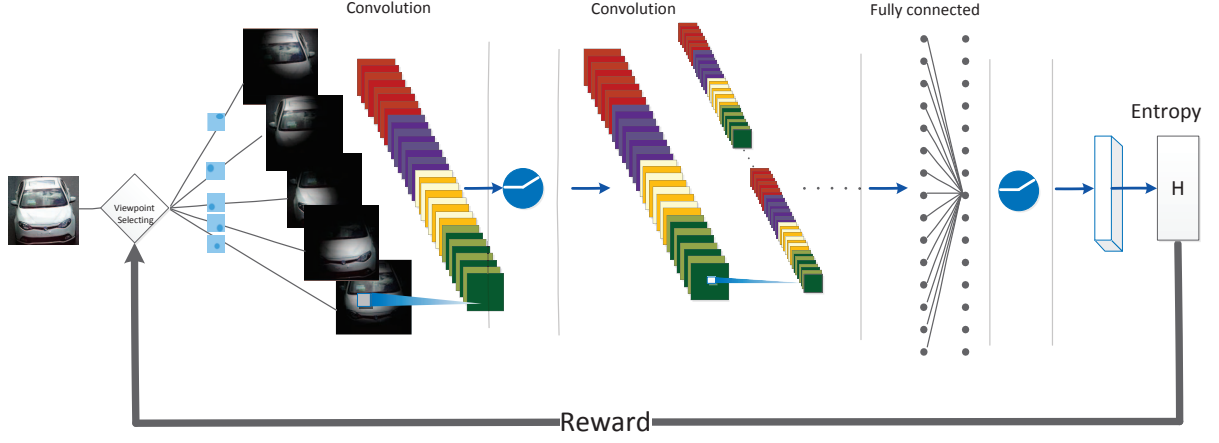 Convolution
Convolution
Fully connected
Entropy
Viewpoint
Selecting
H
Reward